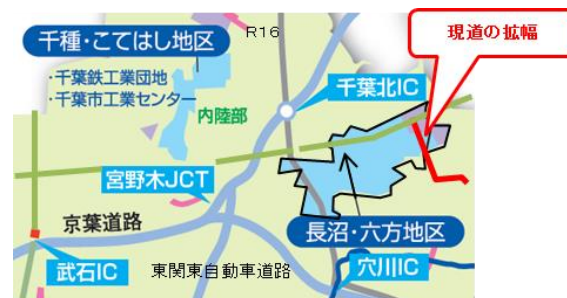 千種・こてはし地区
・千葉鉄工業団地
・千葉市工業センター
R16
現道の拡幅
千葉北IC
内陸部
宮野木JCT
京葉道路
長沼・六方地区
武石IC
東関東自動車道路
穴川IC